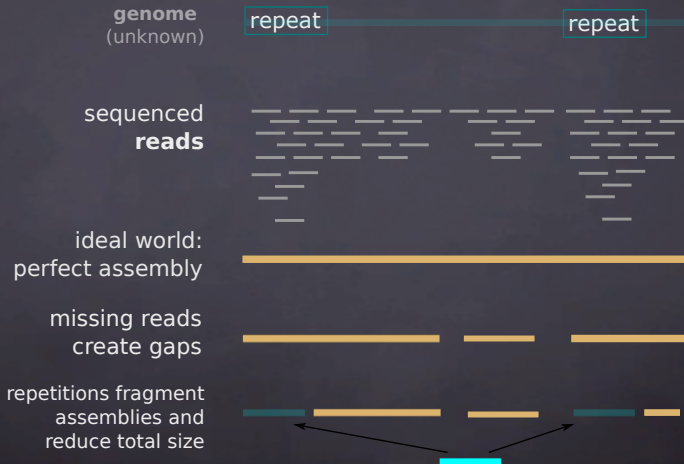 genome
(unknown)
repeat
repeat
sequenced
reads
ideal world:
perfect assembly
missing reads
create gaps
repetitions fragment
assemblies and
reduce total size